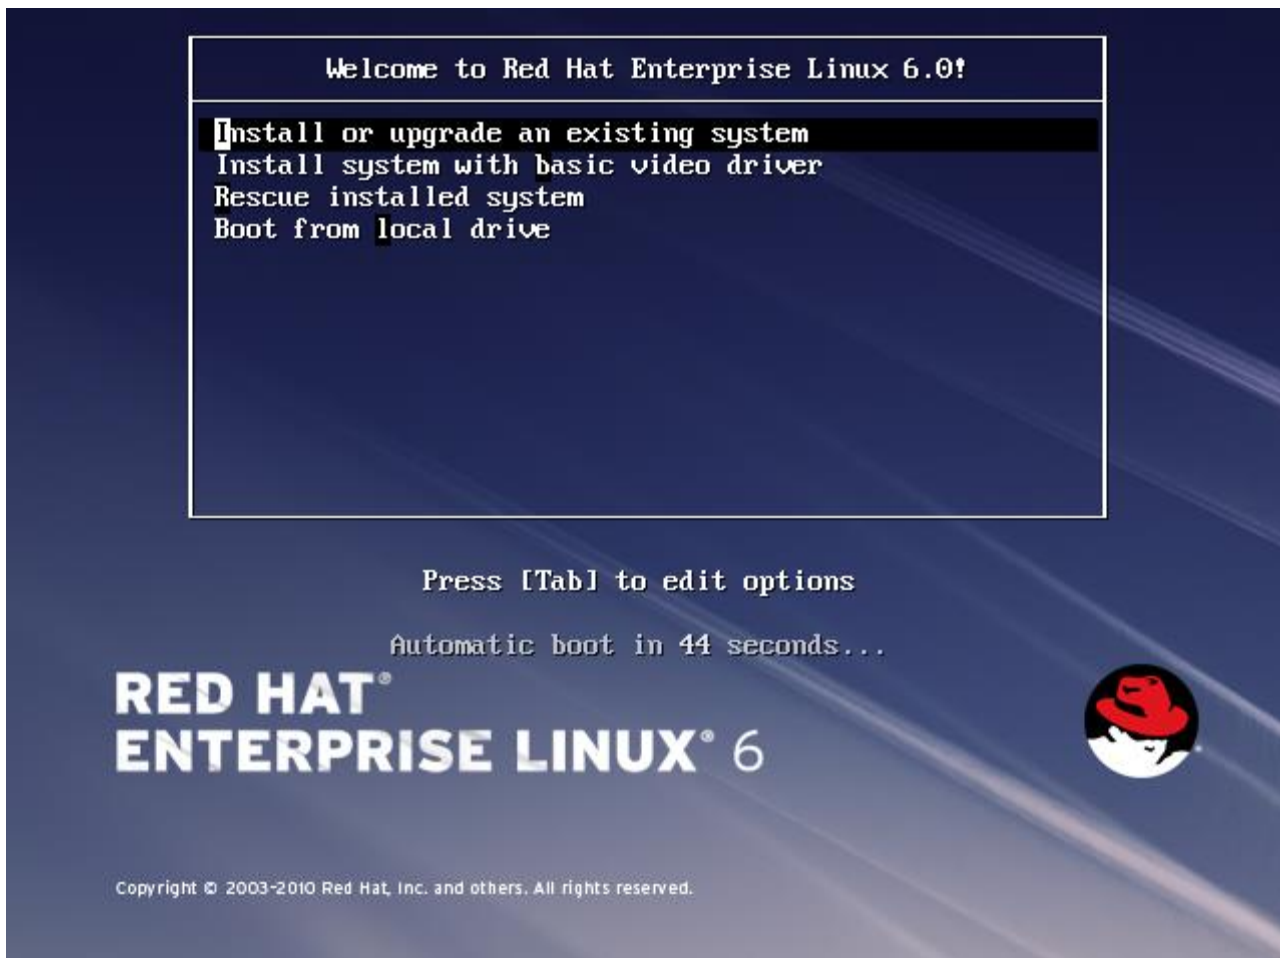 Welcome to Red Hat Enterprise Linux 6.0!
Install or upgrade an existing system
Install system with basic video driver
Rescue installed system
Boot from local drive
Press [Tab] to edit options
Automatic boot in 44 seconds...
RED HAT®
ENTERPRISE LINUX® 6
Copyright © 2003-2010 Red Hat, Inc. and others. All rights reserved.